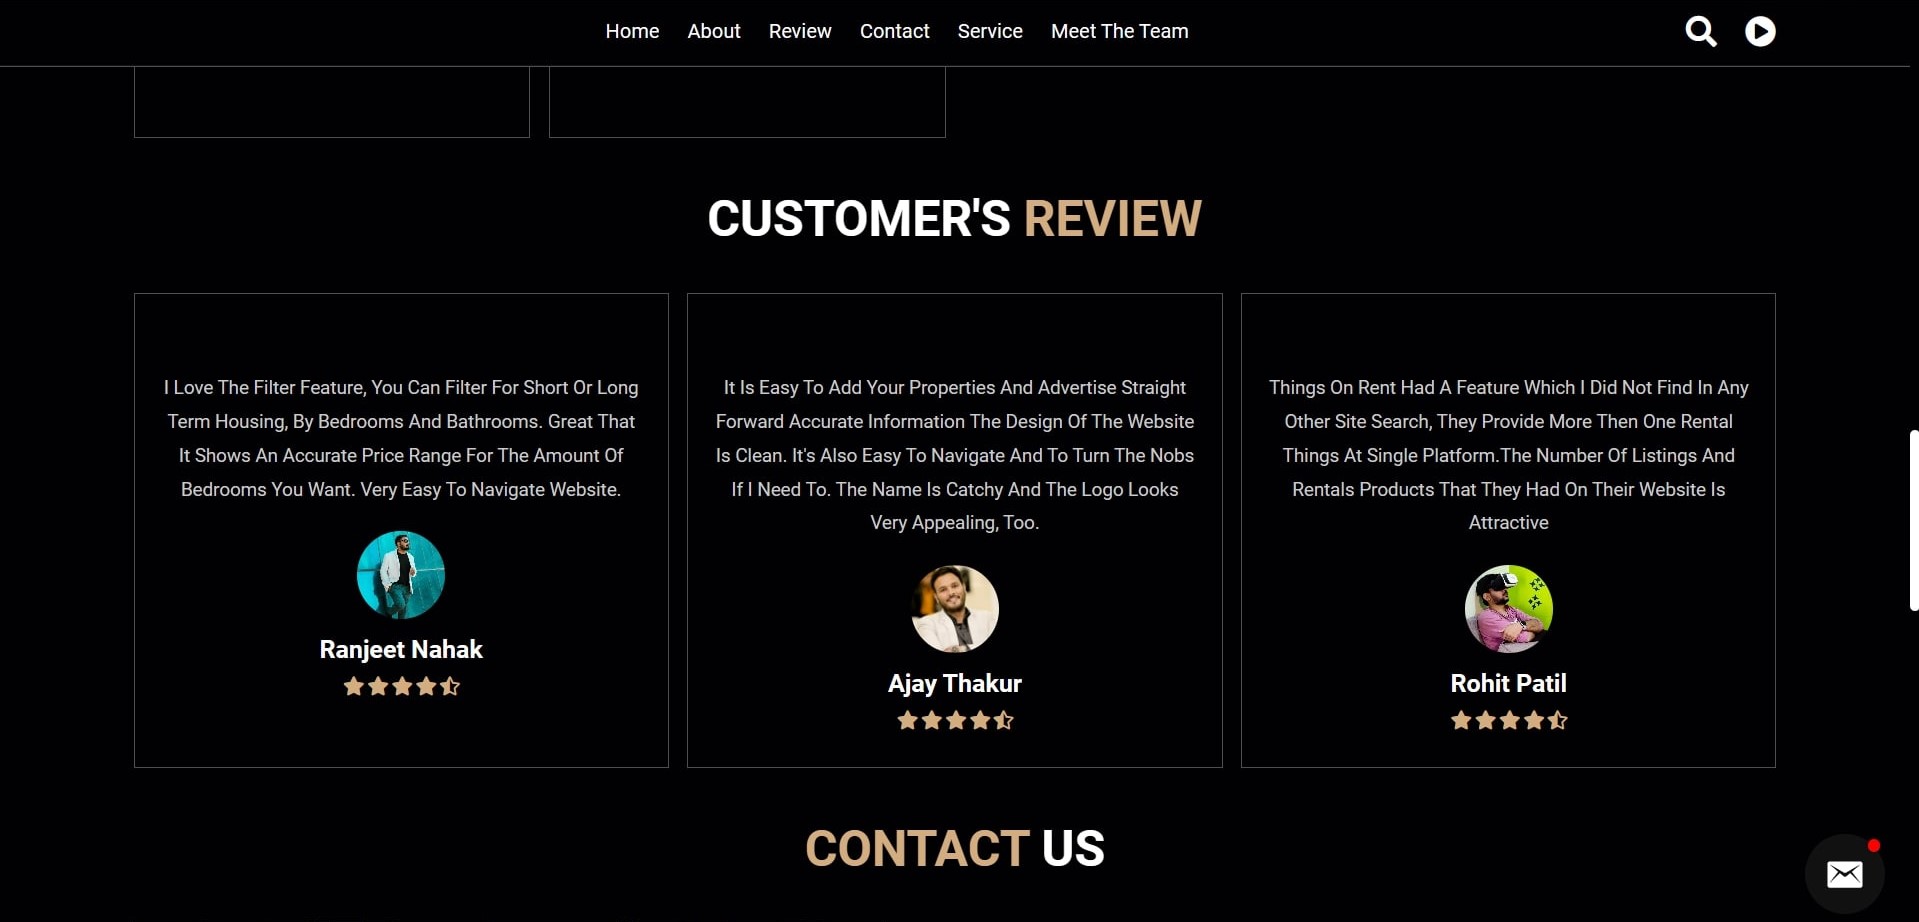 Home About Review Contact Service Meet The Team
CUSTOMER'S REVIEW
I Love The Filter Feature, You Can Filter For Short Or Long
Term Housing, By Bedrooms And Bathrooms. Great That
It Shows An Accurate Price Range For The Amount Of
Bedrooms You Want. Very Easy To Navigate Website.
Ranjeet Nahak
It Is Easy To Add Your Properties And Advertise Straight
Forward Accurate Information The Design Of The Website
Is Clean. It's Also Easy To Navigate And To Turn The Nobs
If I Need To. The Name Is Catchy And The Logo Looks
Very Appealing, Too.
Ajay Thakur
Things On Rent Had A Feature Which I Did Not Find In Any
Other Site Search, They Provide More Then One Rental
Things At Single Platform.The Number Of Listings And
Rentals Products That They Had On Their Website Is
Attractive
Rohit Patil
CONTACT US